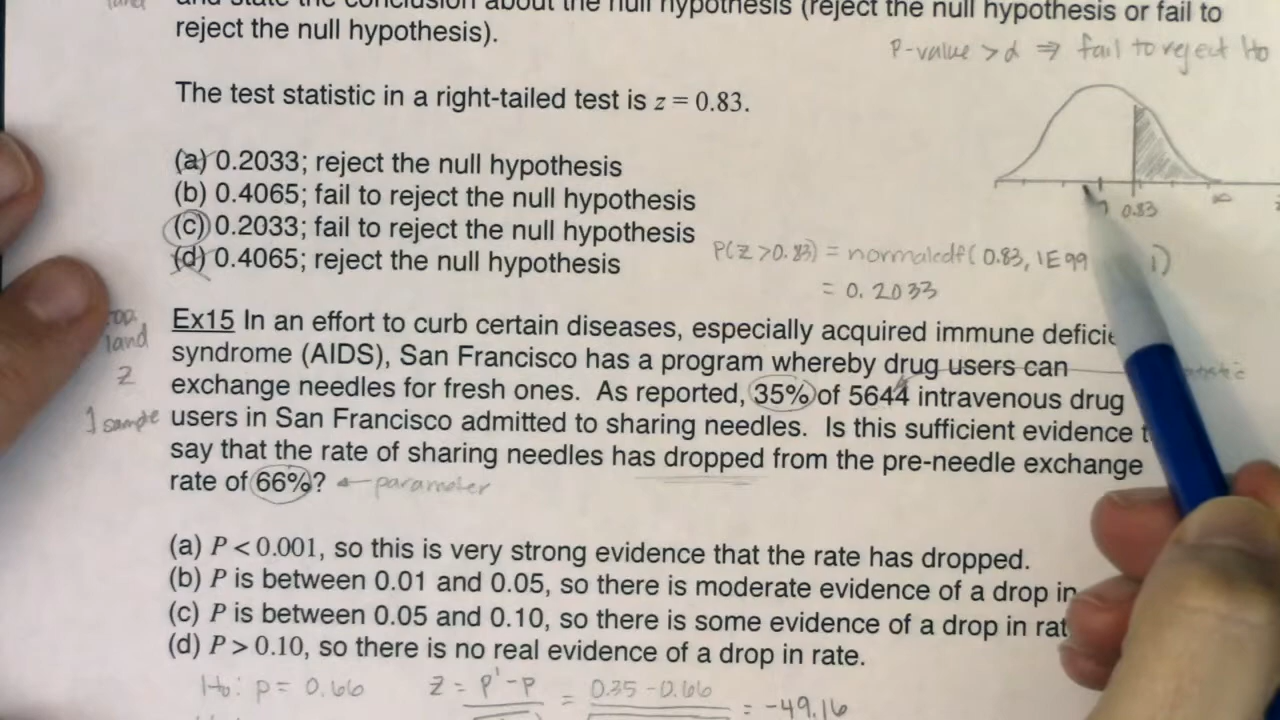 and state the conclusion about the null hypothesis (reject the null hypothesis or fail to
reject the null hypothesis).
P-value > α ⇒ fail to reject Ho
The test statistic in a right-tailed test is z = 0.83.
(a) 0.2033; reject the null hypothesis
(b) 0.4065; fail to reject the null hypothesis
(c) 0.2033; fail to reject the null hypothesis
(d) 0.4065; reject the null hypothesis
0.83 ∞
P(Z > 0.83) = normalcdf( 0.83, 1E99 1)
= 0.2033
Ex15 In an effort to curb certain diseases, especially acquired immune deficie
syndrome (AIDS), San Francisco has a program whereby drug users can
exchange needles for fresh ones. As reported, 35% of 5644 intravenous drug
users in San Francisco admitted to sharing needles. Is this sufficient evidence t
say that the rate of sharing needles has dropped from the pre-needle exchange
rate of 66%? ← parameter
land
z
1 sample
(a) P < 0.001, so this is very strong evidence that the rate has dropped.
(b) P is between 0.01 and 0.05, so there is moderate evidence of a drop in
(c) P is between 0.05 and 0.10, so there is some evidence of a drop in rat
(d) P > 0.10, so there is no real evidence of a drop in rate.
Ho: p = 0.66 z = p' - p = 0.35 - 0.66 = -49.16